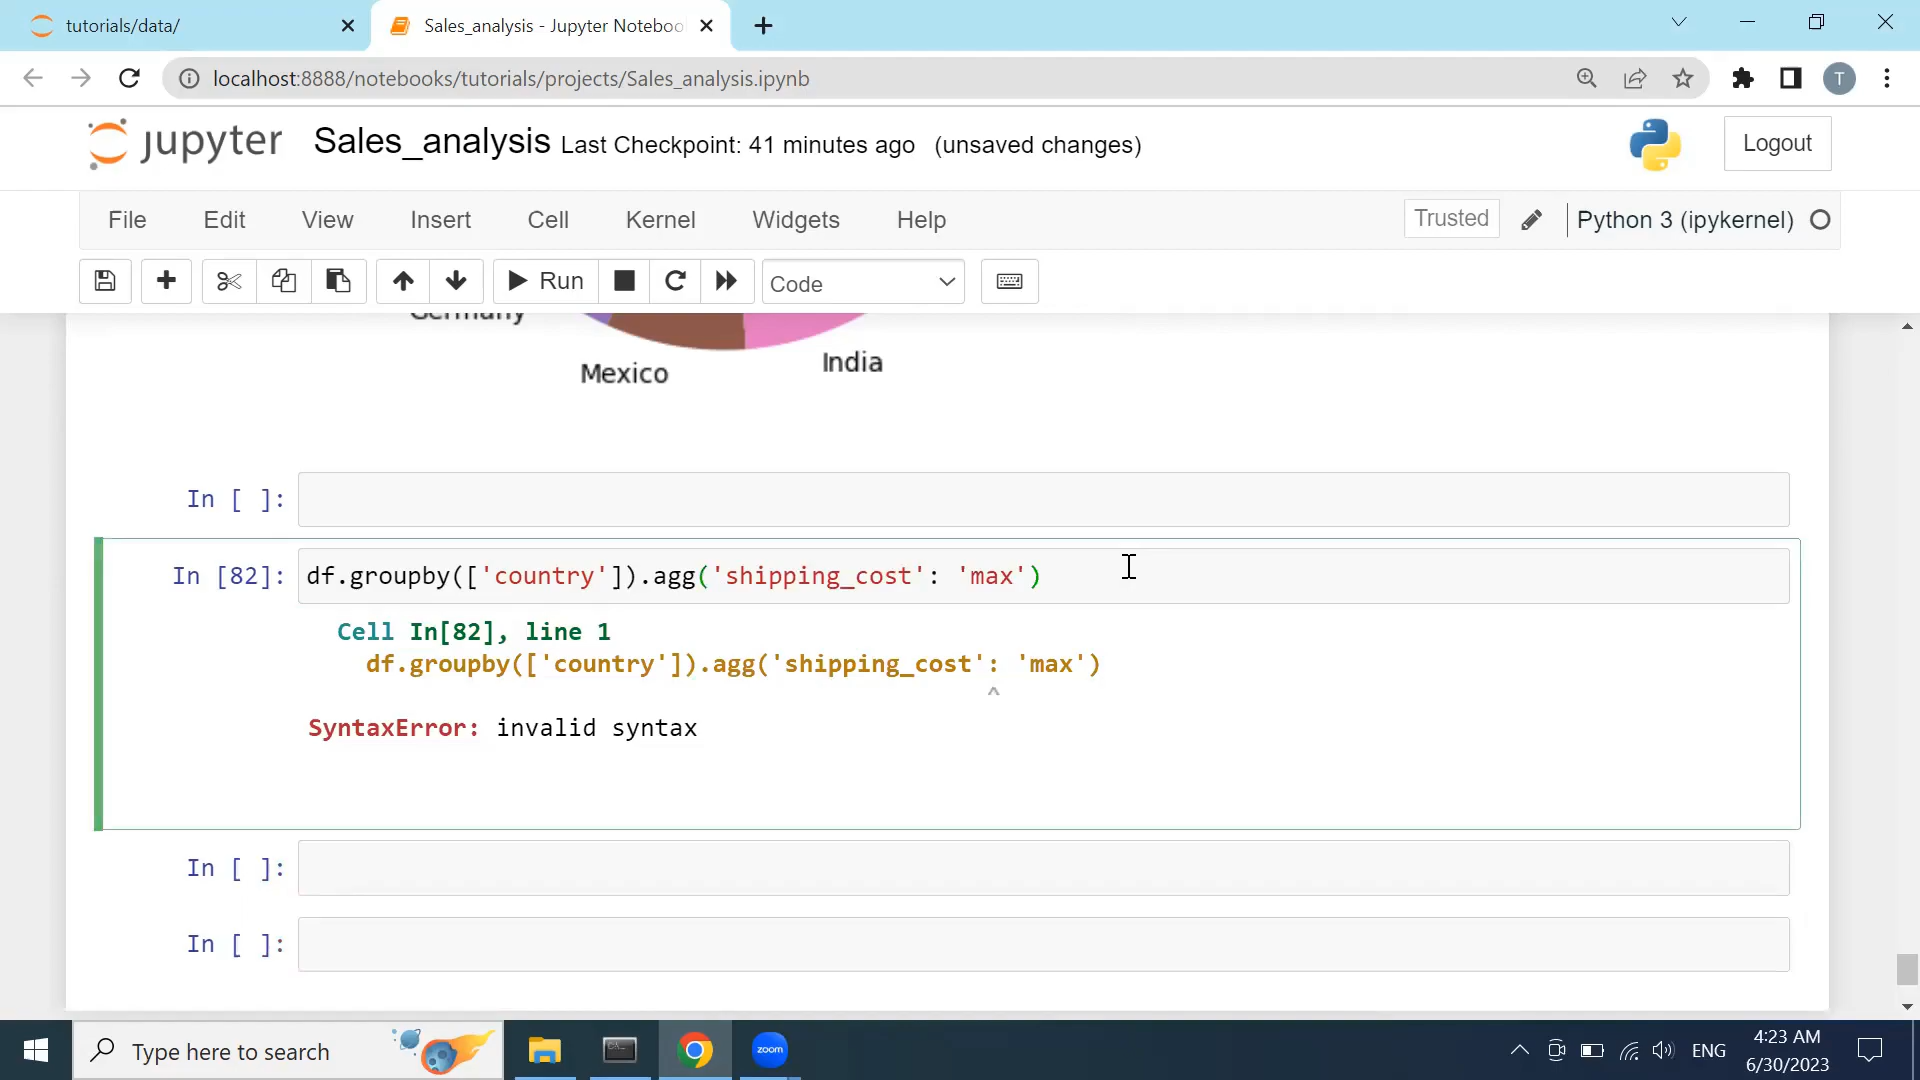 tutorials/data/
Sales_analysis - Jupyter Noteboo
localhost:8888/notebooks/tutorials/projects/Sales_analysis.ipynb
T
jupyter Sales_analysis Last Checkpoint: 41 minutes ago (unsaved changes)
Logout
File Edit View Insert Cell Kernel Widgets Help
Trusted
Python 3 (ipykernel)
Run
Code
Germany
Mexico
India
In [ ]:
In [82]: df.groupby(['country']).agg('shipping_cost': 'max')
Cell In[82], line 1
df.groupby(['country']).agg('shipping_cost': 'max')
^
SyntaxError: invalid syntax
In [ ]:
In [ ]:
Type here to search
zoom
ENG
4:23 AM
6/30/2023